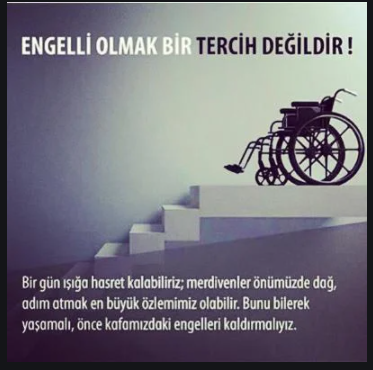 ENGELLİ OLMAK BİR TERCİH DEĞİLDİR !
Bir gün ışığa hasret kalabiliriz; merdivenler önümüzde dağ,
adım atmak en büyük özlemimiz olabilir. Bunu bilerek
yaşamalı, önce kafamızdaki engelleri kaldırmalıyız.